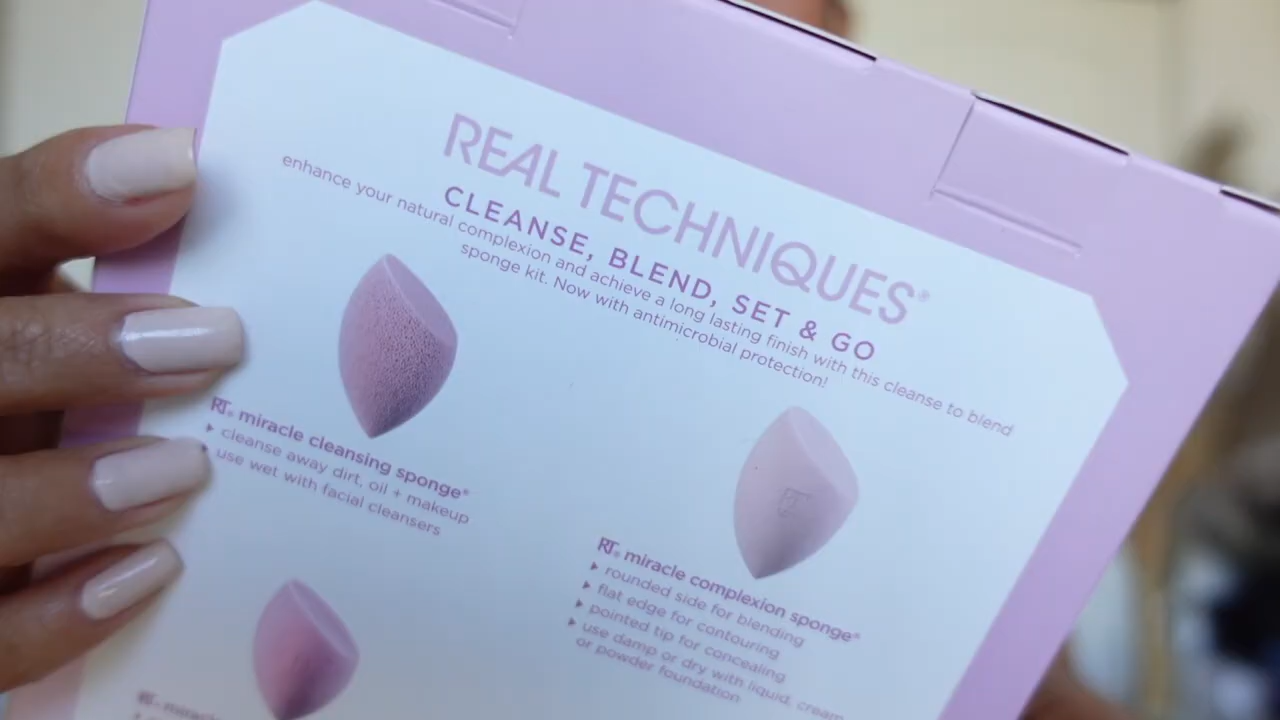 REAL TECHNIQUES®
CLEANSE, BLEND, SET & GO
enhance your natural complexion and achieve a long lasting finish with this cleanse to blend
sponge kit. Now with antimicrobial protection!
RT® miracle cleansing sponge®
▸ cleanse away dirt, oil + makeup
▸ use wet with facial cleansers
RT
RT® miracle complexion sponge®
▸ rounded side for blending
▸ flat edge for contouring
▸ pointed tip for concealing
▸ use damp or dry with liquid, cream
or powder foundation
RT® miracle